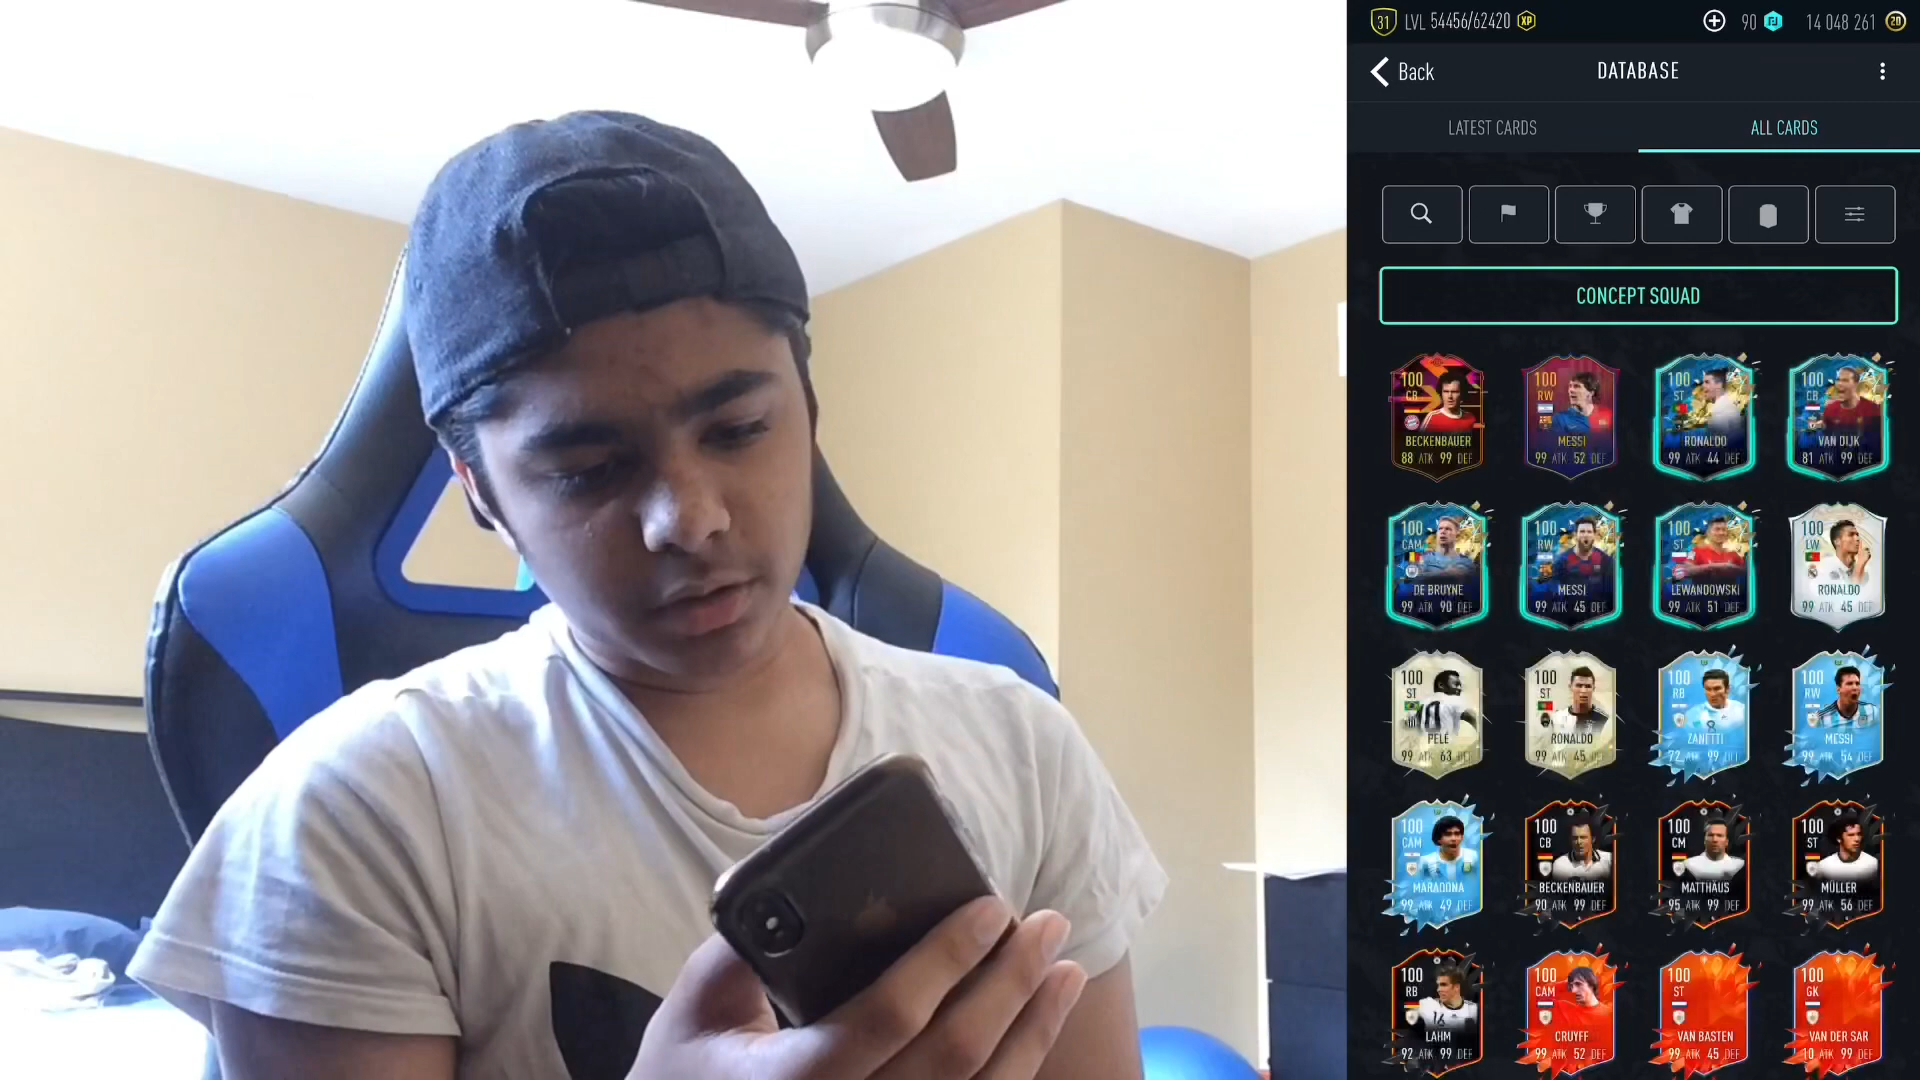 31 LVL 54456/62420 XP 90 14 048 261 20
Back DATABASE
LATEST CARDS ALL CARDS
CONCEPT SQUAD
100 CB BECKENBAUER 88 ATK 99 DEF
100 RW MESSI 99 ATK 52 DEF
100 ST RONALDO 99 ATK 44 DEF
100 CB VAN DIJK 81 ATK 99 DEF
100 CAM DE BRUYNE 99 ATK 90 DEF
100 RW MESSI 99 ATK 45 DEF
100 ST LEWANDOWSKI 99 ATK 51 DEF
100 LW RONALDO 99 ATK 45 DEF
100 ST PELÉ 99 ATK 63 DEF
100 ST RONALDO 99 ATK 45 DEF
100 RB ZANETTI 72 ATK 99 DEF
100 RW MESSI 99 ATK 54 DEF
100 CAM MARADONA 99 ATK 49 DEF
100 CB BECKENBAUER 90 ATK 99 DEF
100 CM MATTHÄUS 95 ATK 99 DEF
100 ST MÜLLER 99 ATK 56 DEF
100 RB LAHM 92 ATK 99 DEF
100 CAM CRUYFF 99 ATK 52 DEF
100 ST VAN BASTEN 99 ATK 45 DEF
100 GK VAN DER SAR 10 ATK 99 DEF